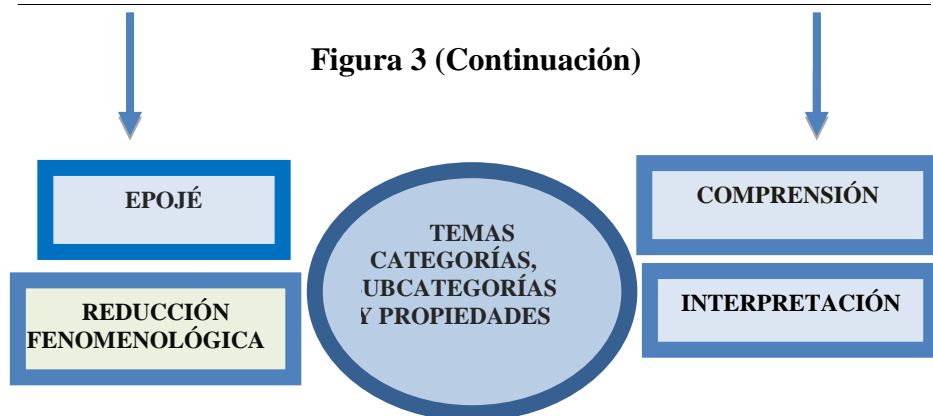 Figura 3 (Continuación)
EPOJÉ
REDUCCIÓN
FENOMENOLÓGICA
TEMAS
CATEGORÍAS,
UBCATEGORÍAS
Y PROPIEDADES
COMPRENSIÓN
INTERPRETACIÓN